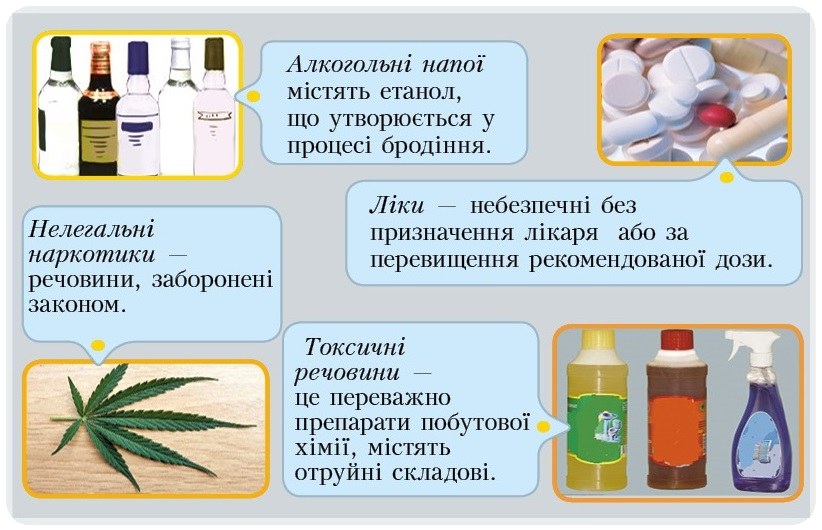 Алкогольні напої
містять етанол,
що утворюється у
процесі бродіння.
Ліки — небезпечні без
призначення лікаря або за
перевищення рекомендованої дози.
Нелегальні
наркотики —
речовини, заборонені
законом.
Токсичні
речовини —
це переважно
препарати побутової
хімії, містять
отруйні складові.